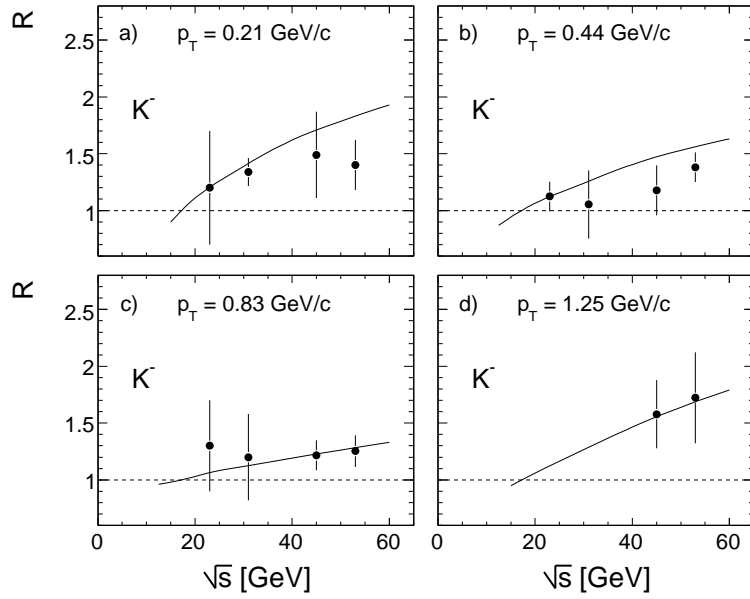 R
2.5
2
1.5
1
a) p_T = 0.21 GeV/c
K⁻
b) p_T = 0.44 GeV/c
K⁻
R
2.5
2
1.5
1
c) p_T = 0.83 GeV/c
K⁻
d) p_T = 1.25 GeV/c
K⁻
0 20 40 60
0 20 40 60
√s [GeV]
√s [GeV]